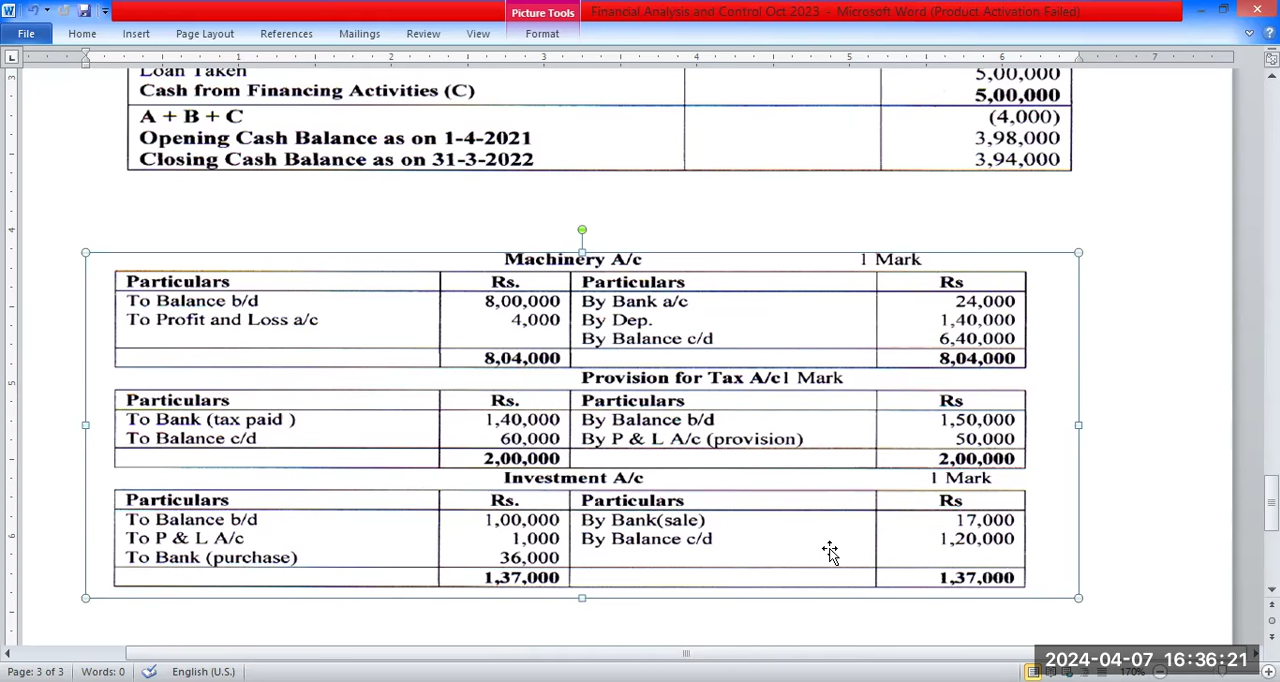 Picture Tools
Financial Analysis and Control Oct 2023 - Microsoft Word (Product Activation Failed)
File Home Insert Page Layout References Mailings Review View Format
1 1 2 3 4 5 6 7
Loan Taken 5,00,000
Cash from Financing Activities (C) 5,00,000
A + B + C (4,000)
Opening Cash Balance as on 1-4-2021 3,98,000
Closing Cash Balance as on 31-3-2022 3,94,000
Machinery A/c 1 Mark
Particulars Rs. Particulars Rs
To Balance b/d 8,00,000 By Bank a/c 24,000
To Profit and Loss a/c 4,000 By Dep. 1,40,000
By Balance c/d 6,40,000
8,04,000 8,04,000
Provision for Tax A/c1 Mark
Particulars Rs. Particulars Rs
To Bank (tax paid ) 1,40,000 By Balance b/d 1,50,000
To Balance c/d 60,000 By P & L A/c (provision) 50,000
2,00,000 2,00,000
Investment A/c 1 Mark
Particulars Rs. Particulars Rs
To Balance b/d 1,00,000 By Bank(sale) 17,000
To P & L A/c 1,000 By Balance c/d 1,20,000
To Bank (purchase) 36,000
1,37,000 1,37,000
2024-04-07 16:36:21
Page: 3 of 3 Words: 0 English (U.S.) 170%